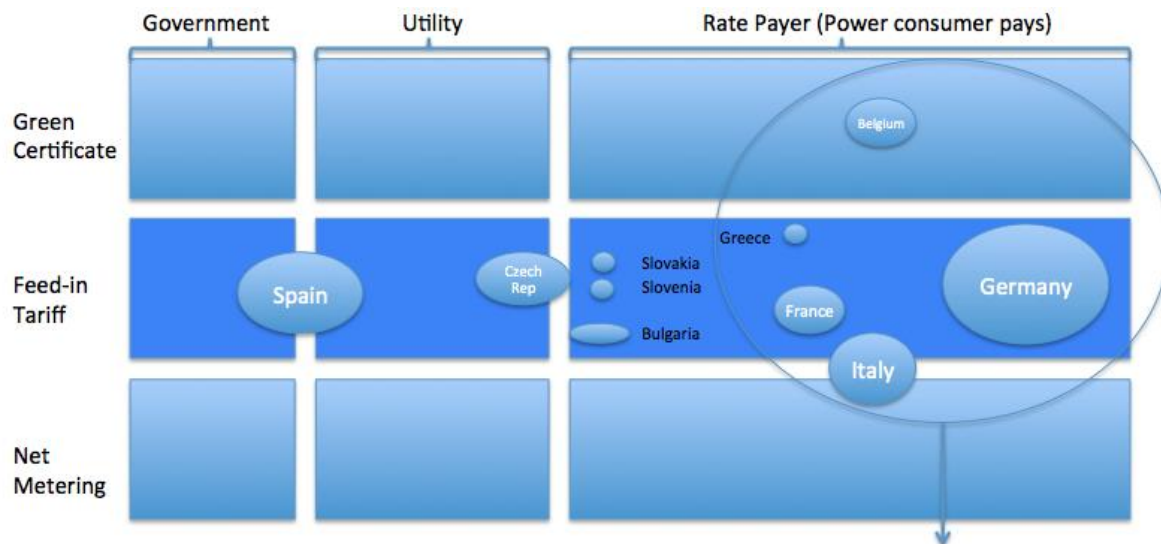 Government
Utility
Rate Payer (Power consumer pays)
Green
Certificate
Belgium
Feed-in
Tariff
Spain
Czech
Rep
Slovakia
Slovenia
Bulgaria
Greece
France
Germany
Italy
Net
Metering